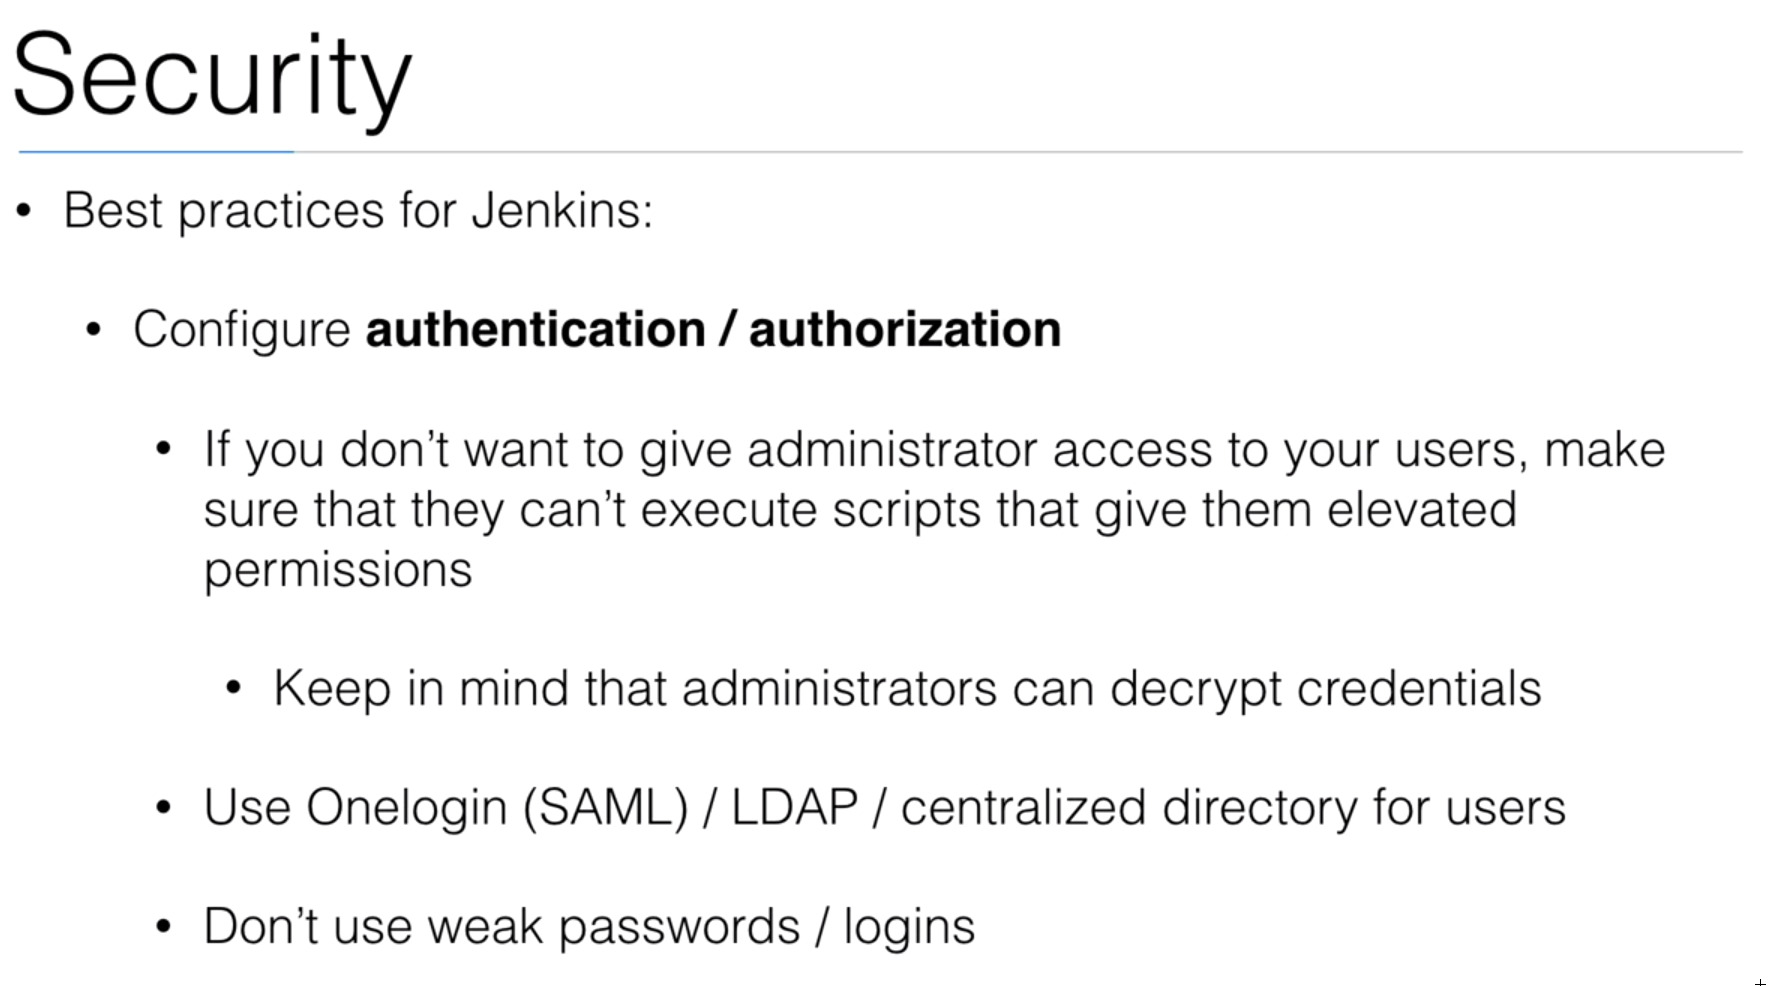 Security
• Best practices for Jenkins:
• Configure authentication / authorization
• If you don’t want to give administrator access to your users, make
sure that they can’t execute scripts that give them elevated
permissions
• Keep in mind that administrators can decrypt credentials
• Use Onelogin (SAML) / LDAP / centralized directory for users
• Don’t use weak passwords / logins